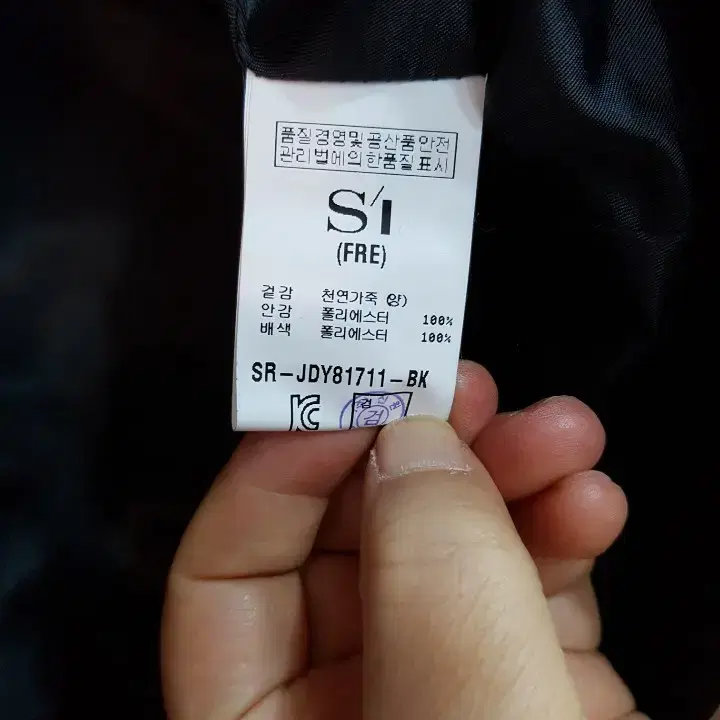 품질경영및공산품안전
관리법에의한품질표시
S/I
(FRE)
겉감 천연가죽 (양)
안감 폴리에스터 100%
배색 폴리에스터 100%
SR-JDY81711-BK
KC 검